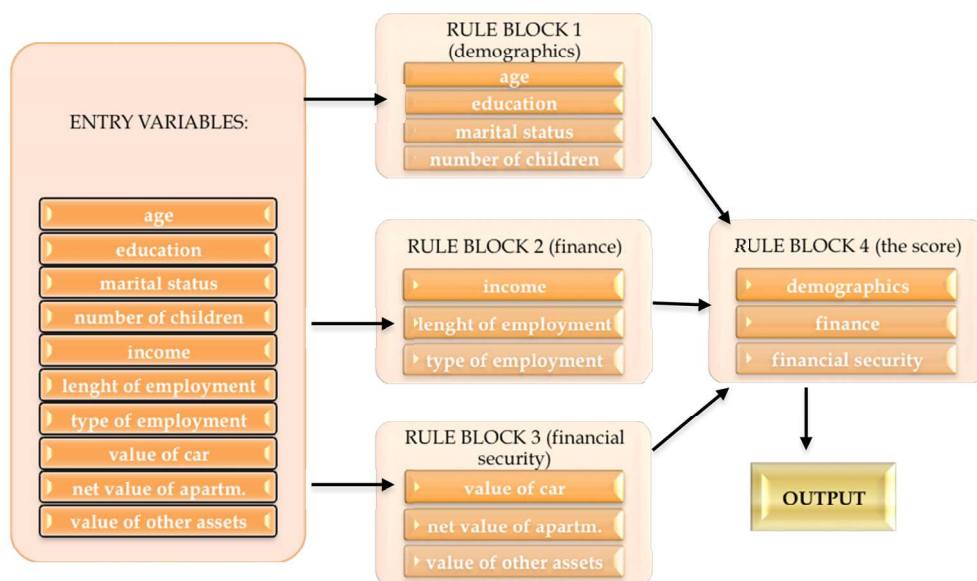 ENTRY VARIABLES:
age
education
marital status
number of children
income
lenght of employment
type of employment
value of car
net value of apartm.
value of other assets
RULE BLOCK 1
(demographics)
age
education
marital status
number of children
RULE BLOCK 2 (finance)
income
lenght of employment
type of employment
RULE BLOCK 3 (financial
security)
value of car
net value of apartm.
value of other assets
RULE BLOCK 4 (the score)
demographics
finance
financial security
OUTPUT